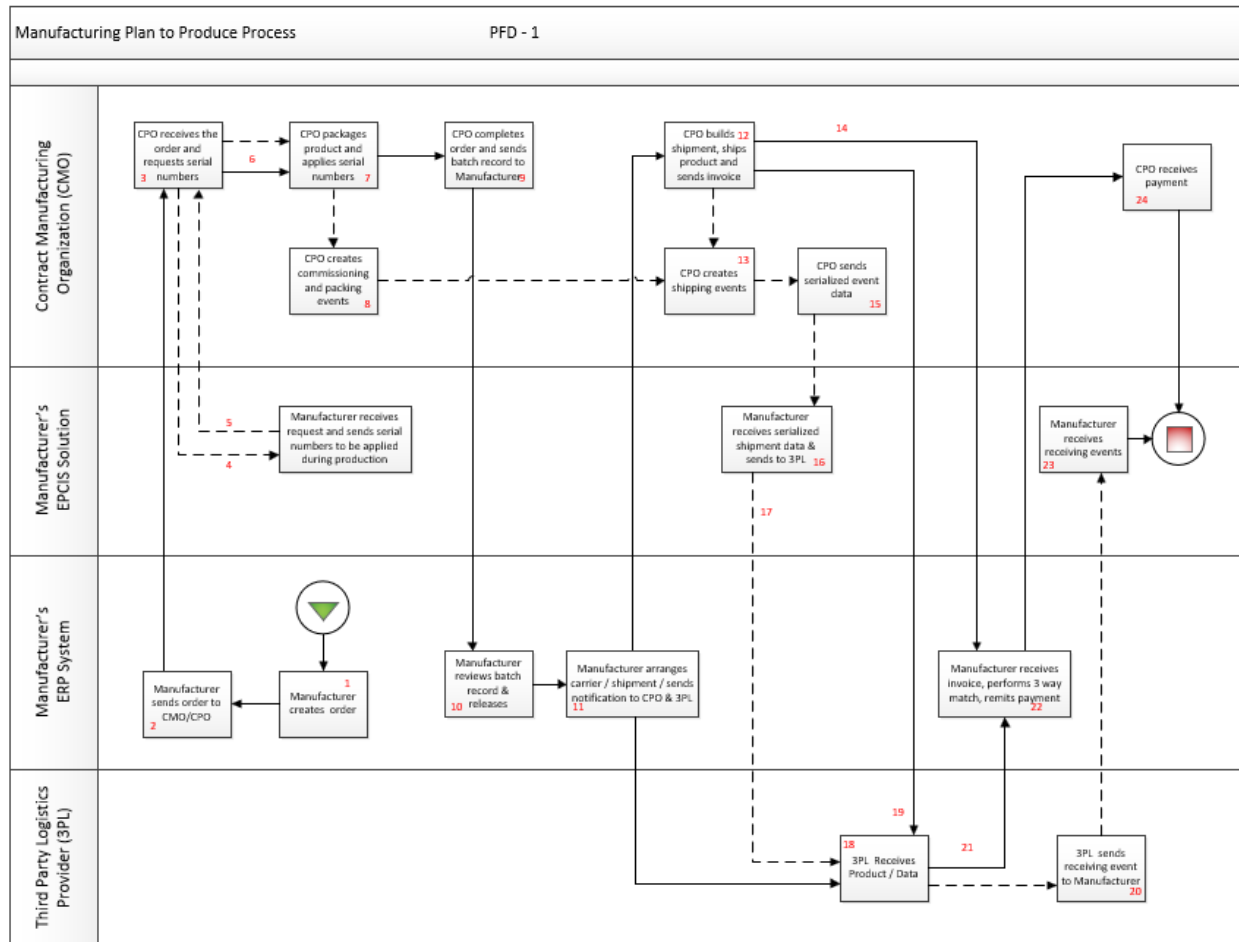 Manufacturing Plan to Produce Process
PFD - 1
Contract Manufacturing
Organization (CMO)
CPO receives the
order and
requests serial
numbers
3
6
CPO packages
product and
applies serial
numbers
7
CPO completes
order and sends
batch record to
Manufacturer
9
CPO builds
12
shipment, ships
product and
sends invoice
14
CPO receives
payment
24
CPO creates
commissioning
and packing
events
8
13
CPO creates
shipping events
CPO sends
serialized event
data
15
Manufacturer's
EPCIS Solution
5
4
Manufacturer receives
request and sends serial
numbers to be applied
during production
Manufacturer
receives serialized
shipment data &
sends to 3PL
16
17
Manufacturer
receives
receiving events
23
Manufacturer's
ERP System
Manufacturer
sends order to
CMO/CPO
2
1
Manufacturer
creates order
Manufacturer
reviews batch
record &
releases
10
Manufacturer arranges
carrier / shipment / sends
notification to CPO & 3PL
11
Manufacturer receives
invoice, performs 3 way
match, remits payment
22
Third Party Logistics
Provider (3PL)
19
18
3PL Receives
Product / Data
21
3PL sends
receiving event
to Manufacturer
20